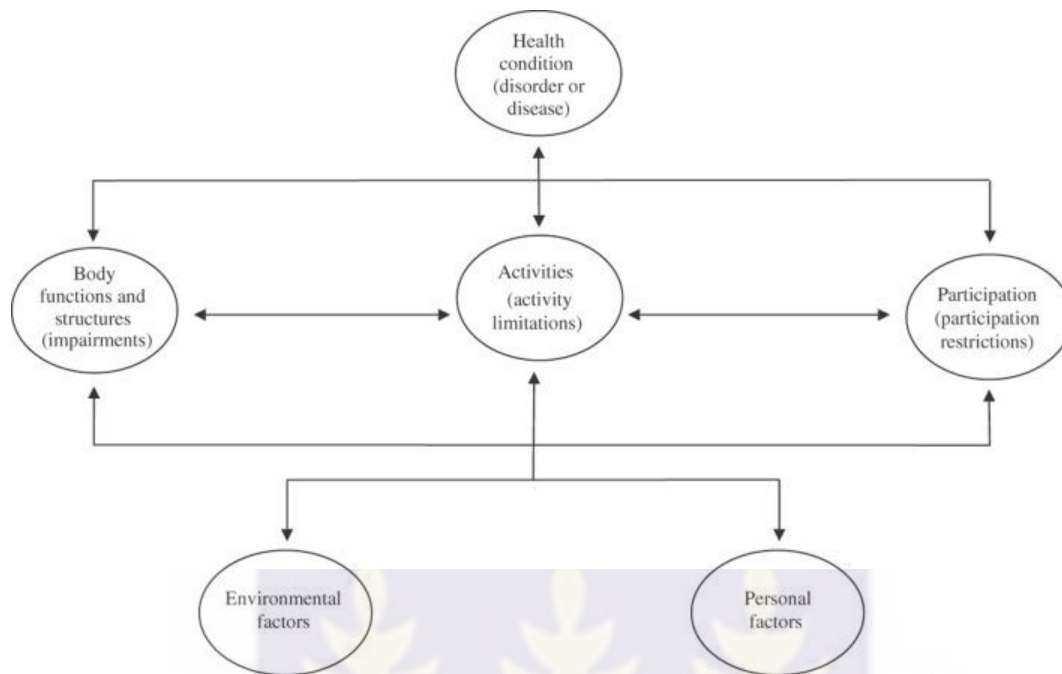 Health
condition
(disorder or
disease)
Body
functions and
structures
(impairments)
Activities
(activity
limitations)
Participation
(participation
restrictions)
Environmental
factors
Personal
factors